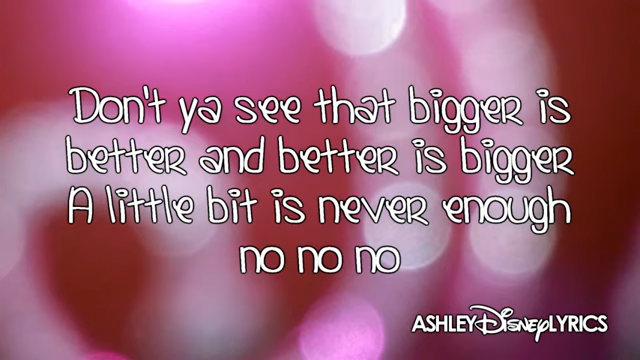 Don't ya see that bigger is
better and better is bigger
A little bit is never enough
no no no
ASHLEYDisneyLYRICS